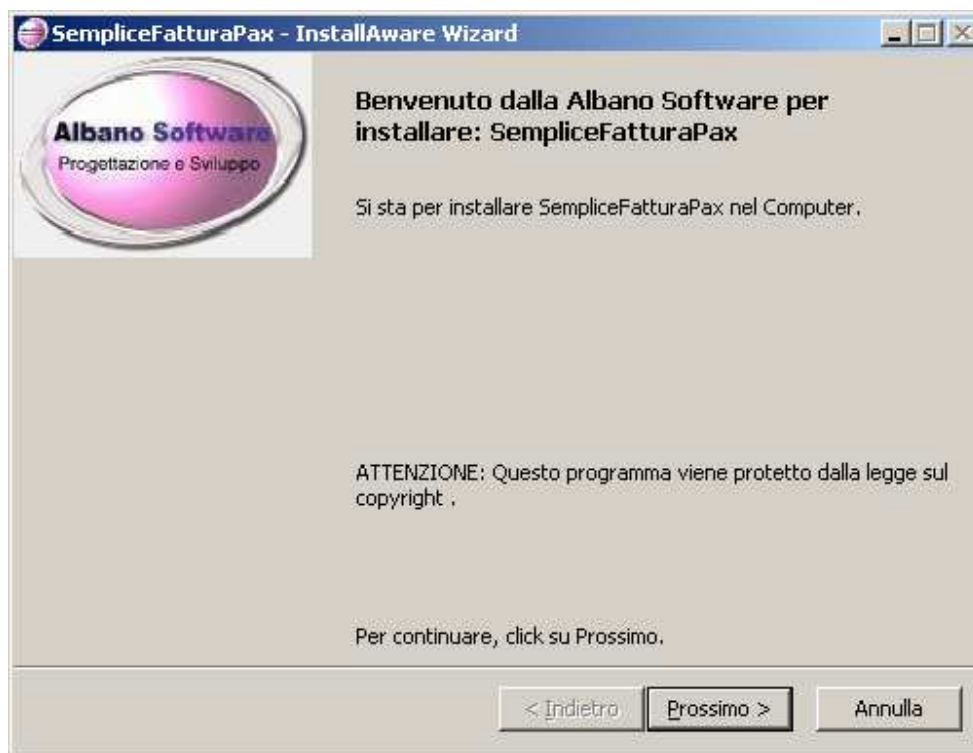 SempliceFatturaPax - InstallAware Wizard
Albano Software
Progettazione e Sviluppo
Benvenuto dalla Albano Software per
installare: SempliceFatturaPax
Si sta per installare SempliceFatturaPax nel Computer.
ATTENZIONE: Questo programma viene protetto dalla legge sul
copyright .
Per continuare, click su Prossimo.
< Indietro
Prossimo >
Annulla